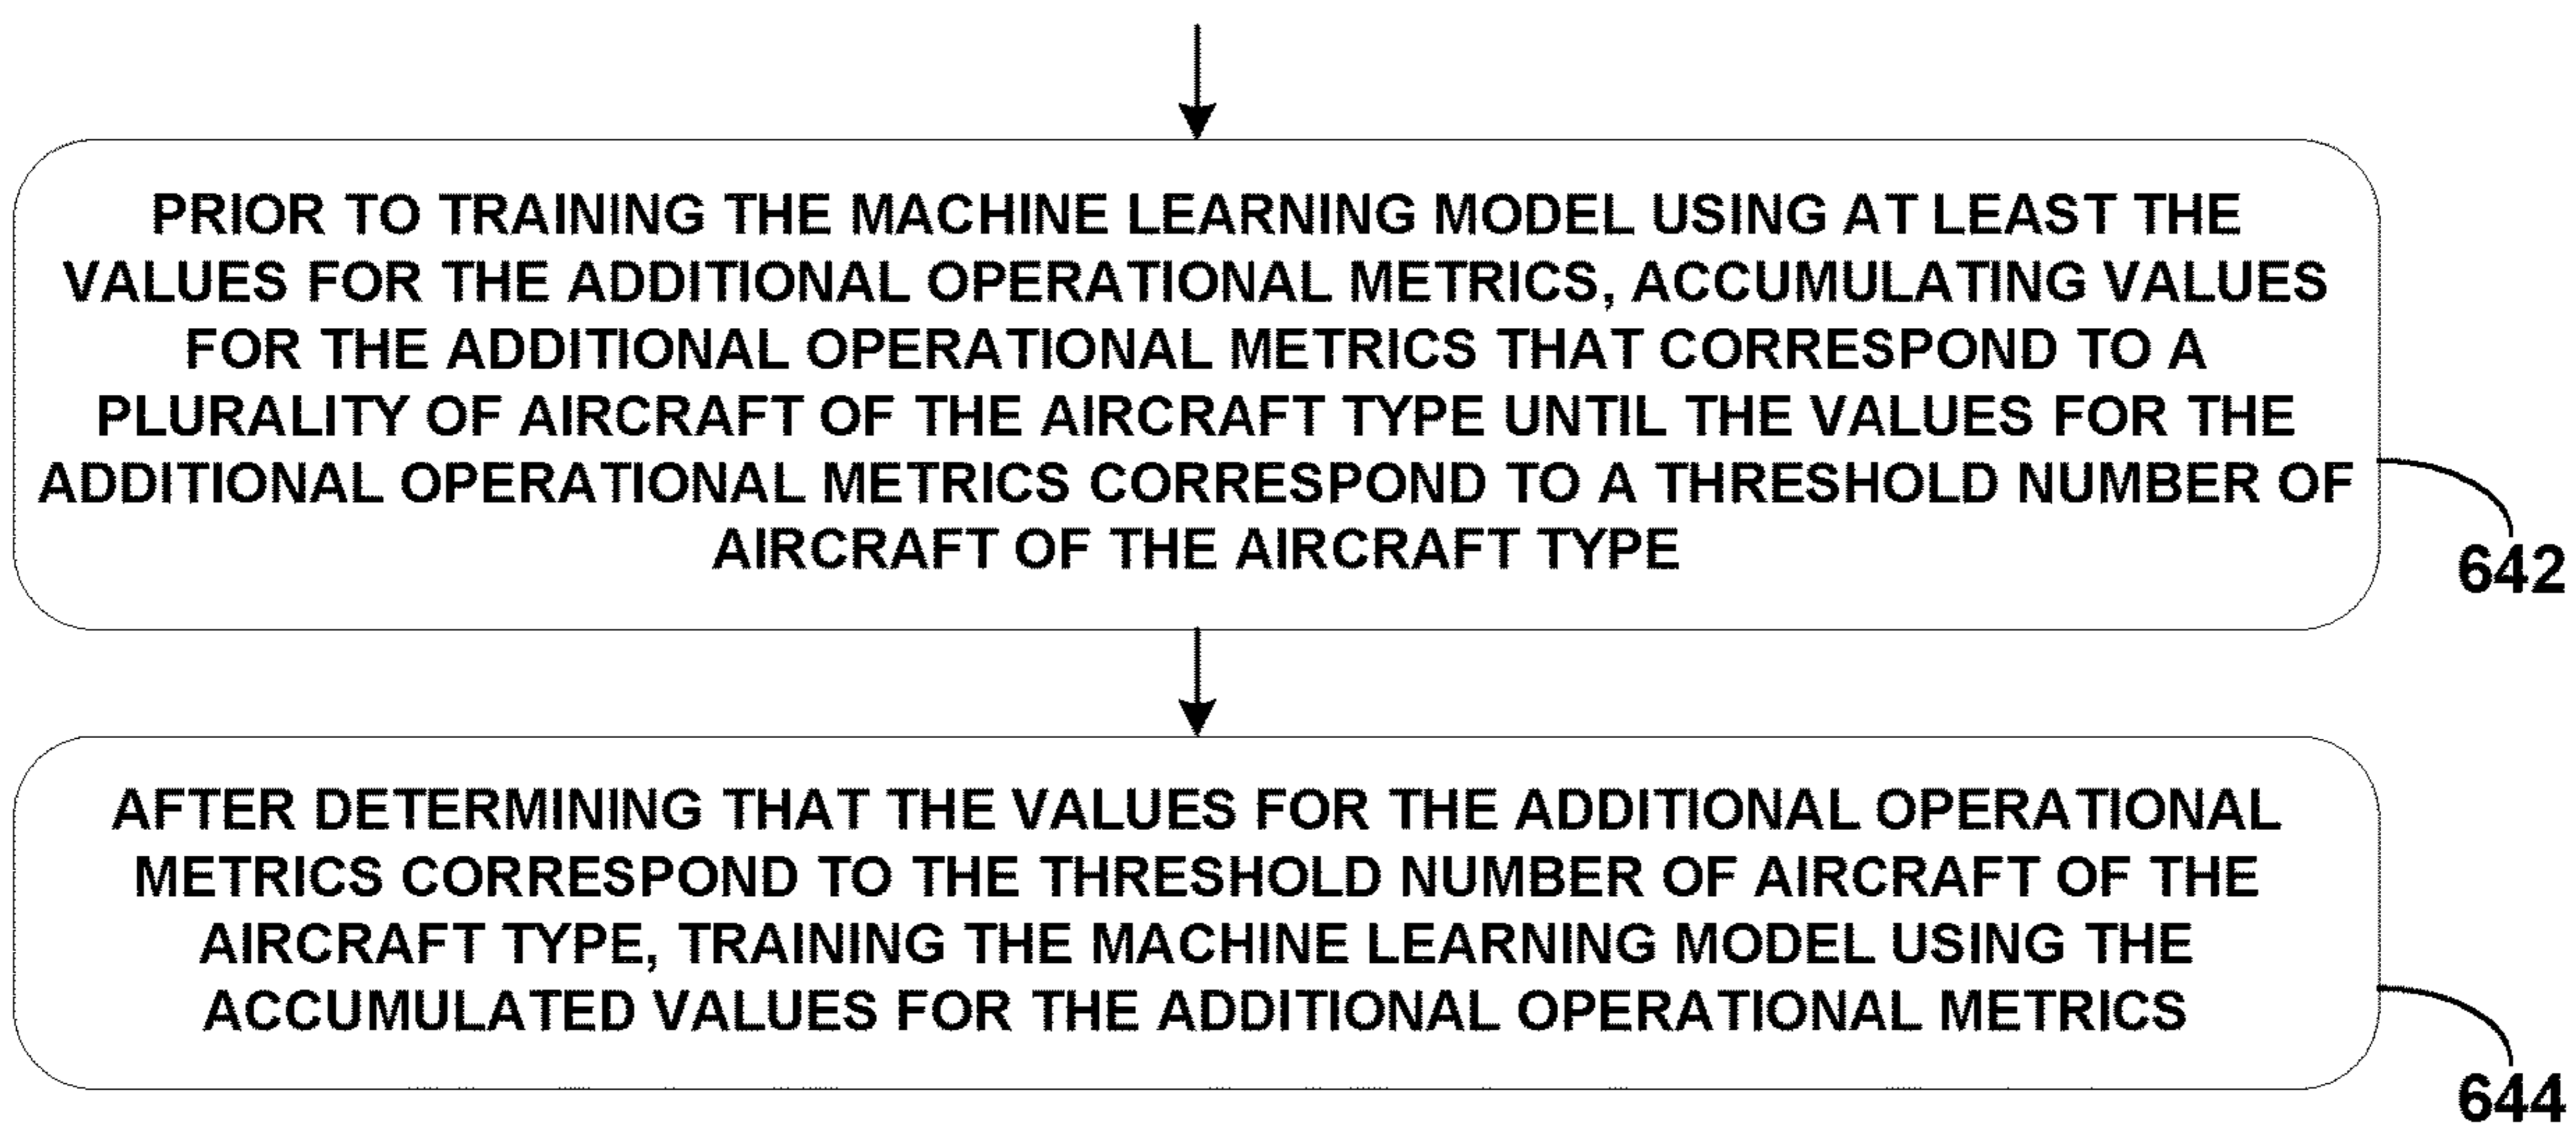 PRIOR TO TRAINING THE MACHINE LEARNING MODEL USING AT LEAST THE
VALUES FOR THE ADDITIONAL OPERATIONAL METRICS, ACCUMULATING VALUES
FOR THE ADDITIONAL OPERATIONAL METRICS THAT CORRESPOND TO A
PLURALITY OF AIRCRAFT OF THE AIRCRAFT TYPE UNTIL THE VALUES FOR THE
ADDITIONAL OPERATIONAL METRICS CORRESPOND TO A THRESHOLD NUMBER OF
AIRCRAFT OF THE AIRCRAFT TYPE
642
AFTER DETERMINING THAT THE VALUES FOR THE ADDITIONAL OPERATIONAL
METRICS CORRESPOND TO THE THRESHOLD NUMBER OF AIRCRAFT OF THE
AIRCRAFT TYPE, TRAINING THE MACHINE LEARNING MODEL USING THE
ACCUMULATED VALUES FOR THE ADDITIONAL OPERATIONAL METRICS
644